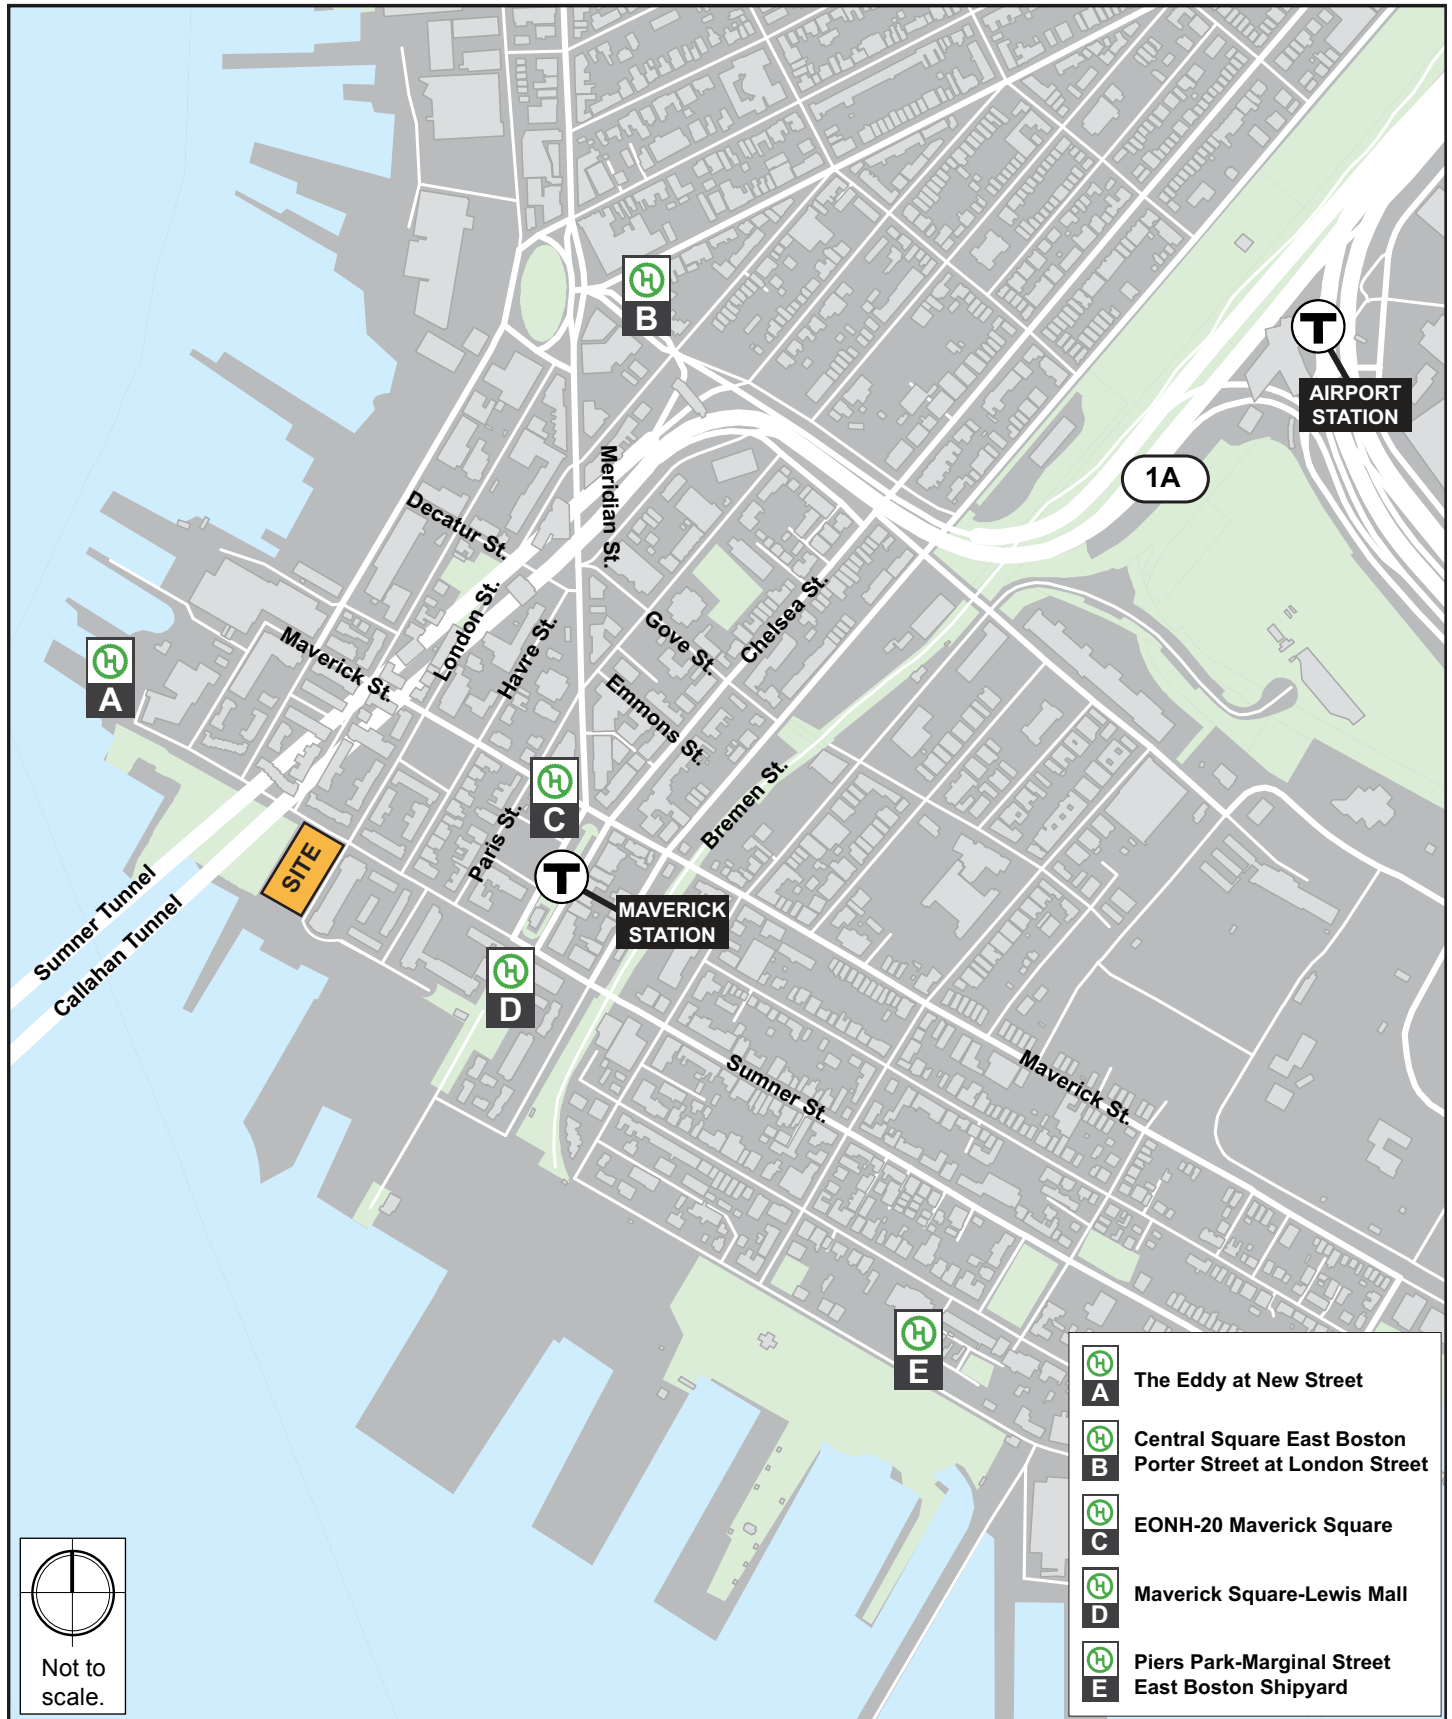 B
T
AIRPORT
STATION
1A
Meridian St.
Decatur St.
London St.
Havre St.
Gove St.
Chelsea St.
Maverick St.
Emmons St.
A
C
Paris St.
Bremen St.
SITE
T
MAVERICK
STATION
Sumner Tunnel
Callahan Tunnel
D
Sumner St.
Maverick St.
E
A
The Eddy at New Street
B
Central Square East Boston
Porter Street at London Street
C
EONH-20 Maverick Square
D
Maverick Square-Lewis Mall
E
Piers Park-Marginal Street
East Boston Shipyard
Not to
scale.